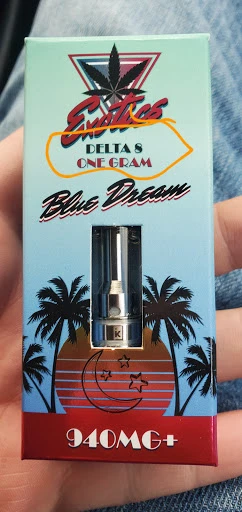 Exotics
DELTA 8
ONE GRAM
Blue Dream
K
940MG+